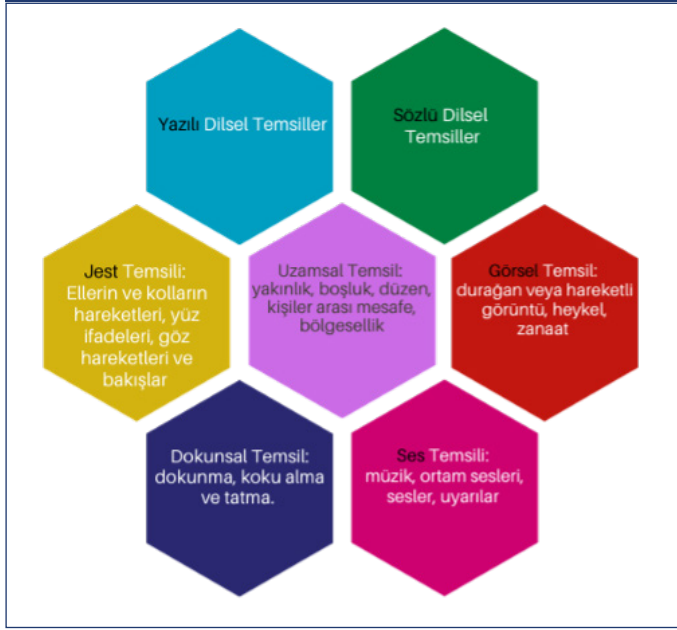 Yazılı Dilsel Temsiller
Sözlü Dilsel
Temsiller
Jest Temsili:
Ellerin ve kolların
hareketleri, yüz
ifadeleri, göz
hareketleri ve
bakışlar
Uzamsal Temsil:
yakınlık, boşluk, düzen,
kişiler arası mesafe,
bölgesellik
Görsel Temsil:
durağan veya hareketli
görüntü, heykel,
zanaat
Dokunsal Temsil:
dokunma, koku alma
ve tatma.
Ses Temsili:
müzik, ortam sesleri,
sesler, uyarılar